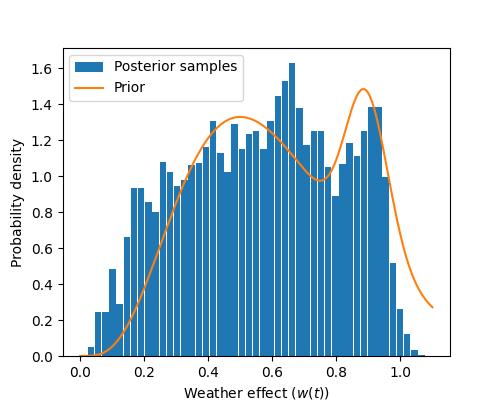 Posterior samples
Prior
1.6
1.4
1.2
1.0
0.8
0.6
0.4
0.2
0.0
Probability density
0.0 0.2 0.4 0.6 0.8 1.0
Weather effect (w(t))